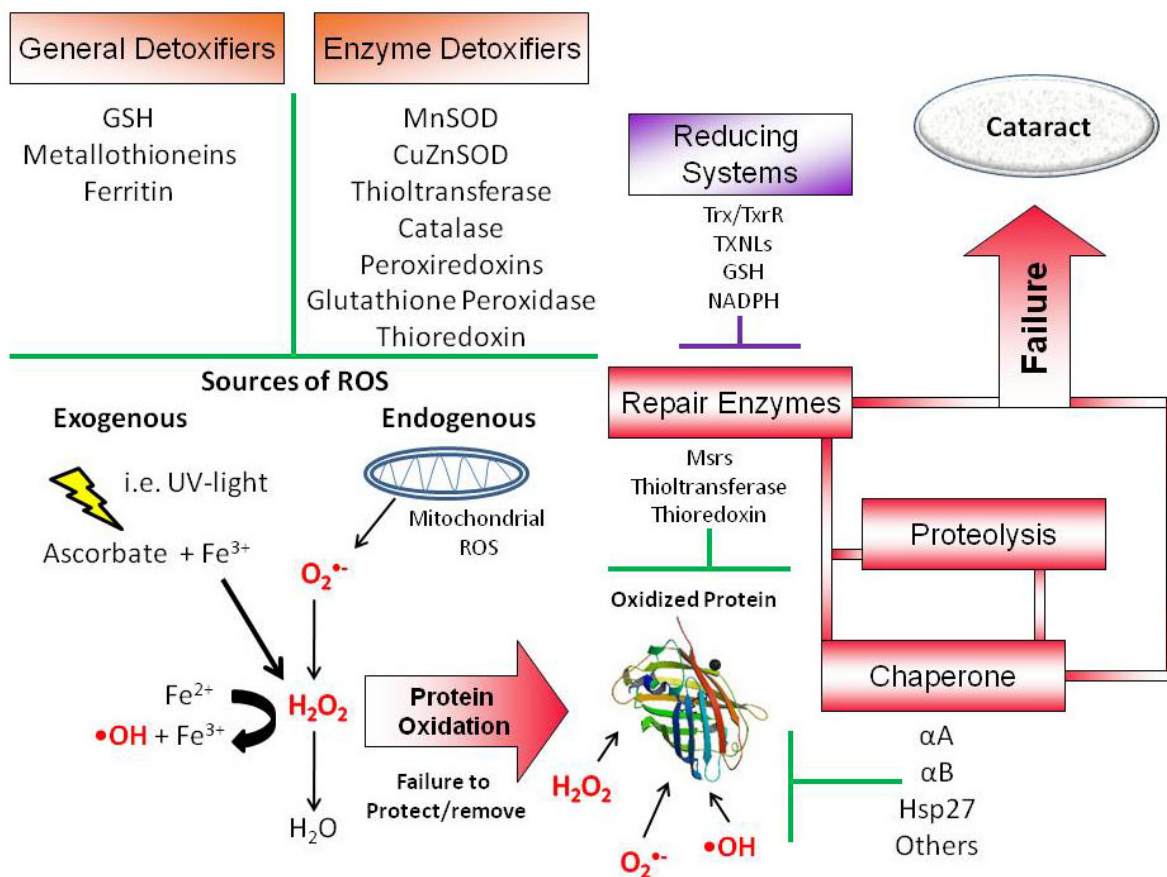 General Detoxifiers
GSH
Metallothioneins
Ferritin
Enzyme Detoxifiers
MnSOD
CuZnSOD
Thioltransferase
Catalase
Peroxiredoxins
Glutathione Peroxidase
Thioredoxin
Reducing
Systems
Trx/TxrR
TXNLs
GSH
NADPH
Cataract
Failure
Sources of ROS
Exogenous
i.e. UV-light
Ascorbate + Fe³⁺
Endogenous
Mitochondrial
ROS
O₂•⁻
Fe²⁺
•OH + Fe³⁺
H₂O₂
H₂O
Protein
Oxidation
Failure to
Protect/remove
Repair Enzymes
Msrs
Thioltransferase
Thioredoxin
Oxidized Protein
H₂O₂
O₂•⁻
•OH
Proteolysis
Chaperone
αA
αB
Hsp27
Others